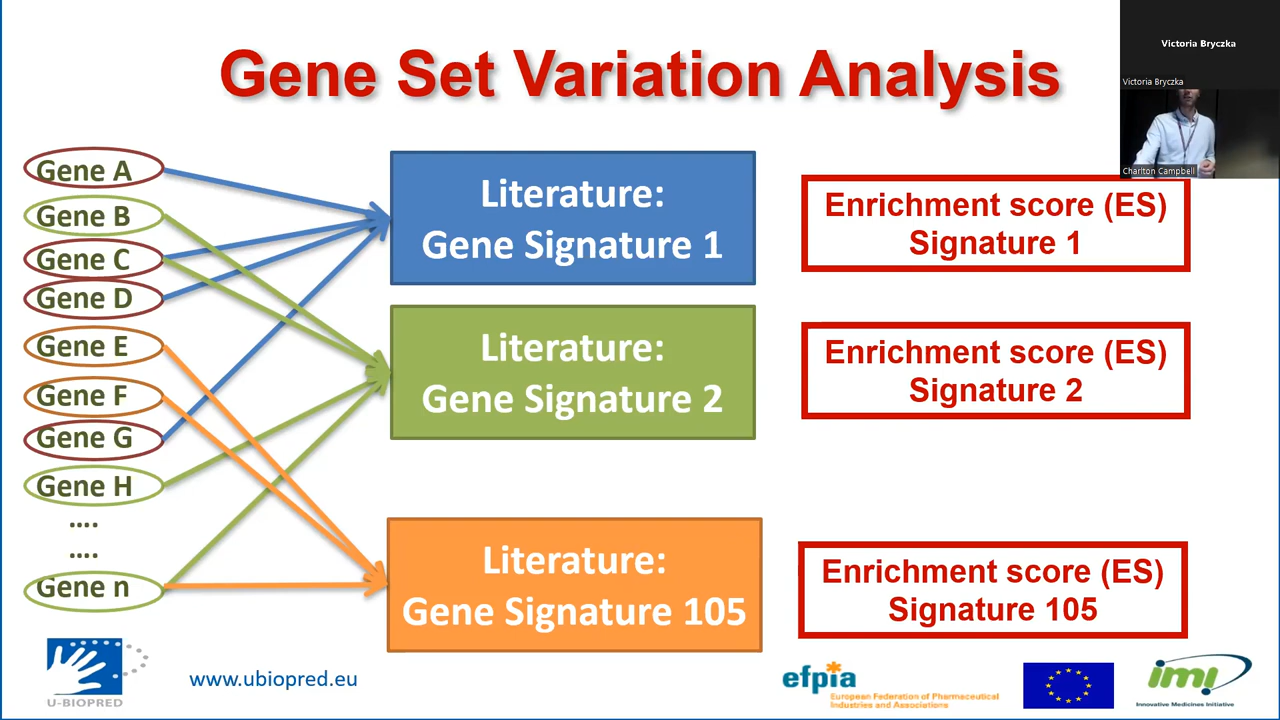 Gene Set Variation Analysis
Victoria Bryczka
Victoria Bryczka
Charlton Campbell
Gene A
Gene B
Gene C
Gene D
Gene E
Gene F
Gene G
Gene H
....
....
Gene n
Literature:
Gene Signature 1
Literature:
Gene Signature 2
Literature:
Gene Signature 105
Enrichment score (ES)
Signature 1
Enrichment score (ES)
Signature 2
Enrichment score (ES)
Signature 105
U-BIOPRED
www.ubiopred.eu
efpia
European Federation of Pharmaceutical
Industries and Associations
imi
Innovative Medicines Initiative